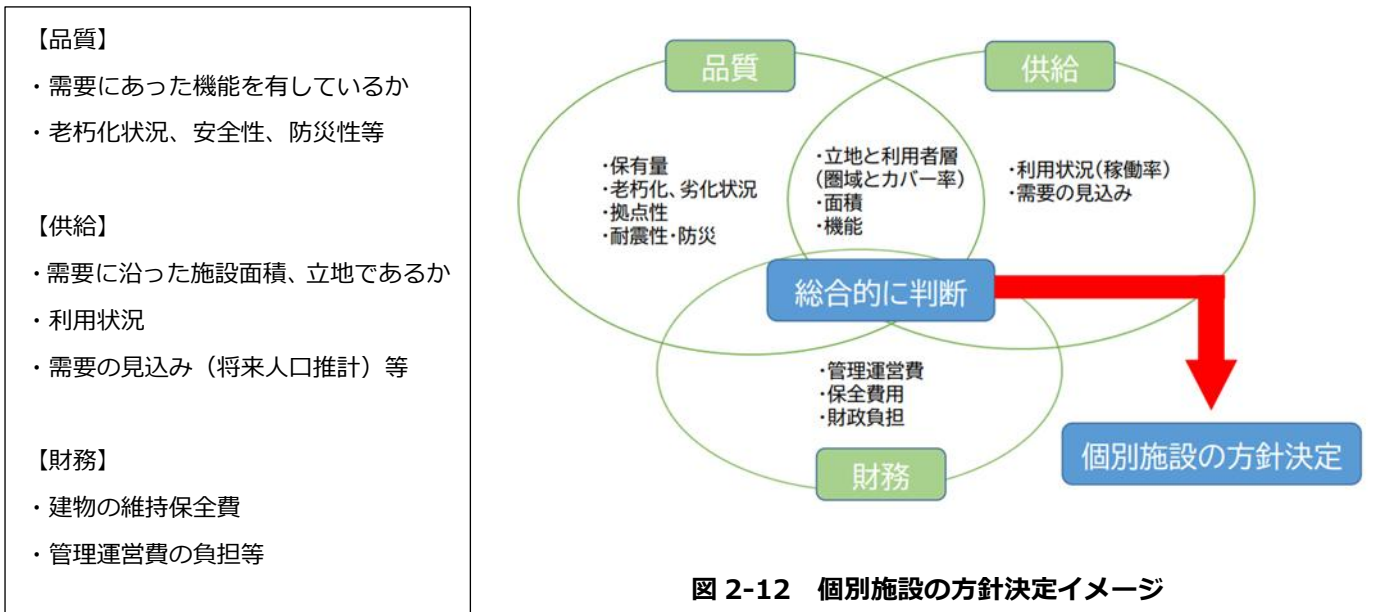 【品質】
・需要にあった機能を有しているか
・老朽化状況、安全性、防災性等
【供給】
・需要に沿った施設面積、立地であるか
・利用状況
・需要の見込み（将来人口推計）等
【財務】
・建物の維持保全費
・管理運営費の負担等
品質
供給
・保有量
・老朽化、劣化状況
・拠点性
・耐震性・防災
・立地と利用者層
(圏域とカバー率)
・面積
・機能
・利用状況(稼働率)
・需要の見込み
総合的に判断
・管理運営費
・保全費用
・財政負担
財務
個別施設の方針決定
図 2-12　個別施設の方針決定イメージ